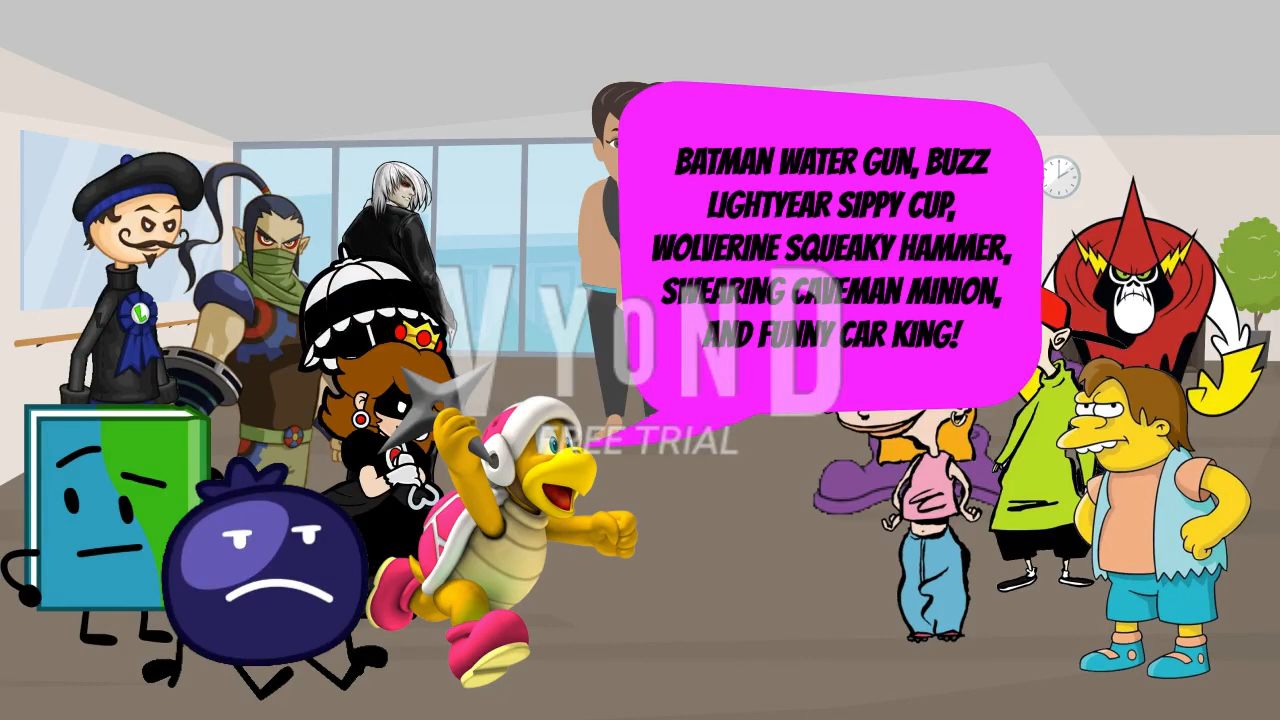 BATMAN WATER GUN, BUZZ
LIGHTYEAR SIPPY CUP,
WOLVERINE SQUEAKY HAMMER,
SWEARING CAVEMAN MINION,
AND FUNNY CAR KING!
VYOND
FREE TRIAL
L